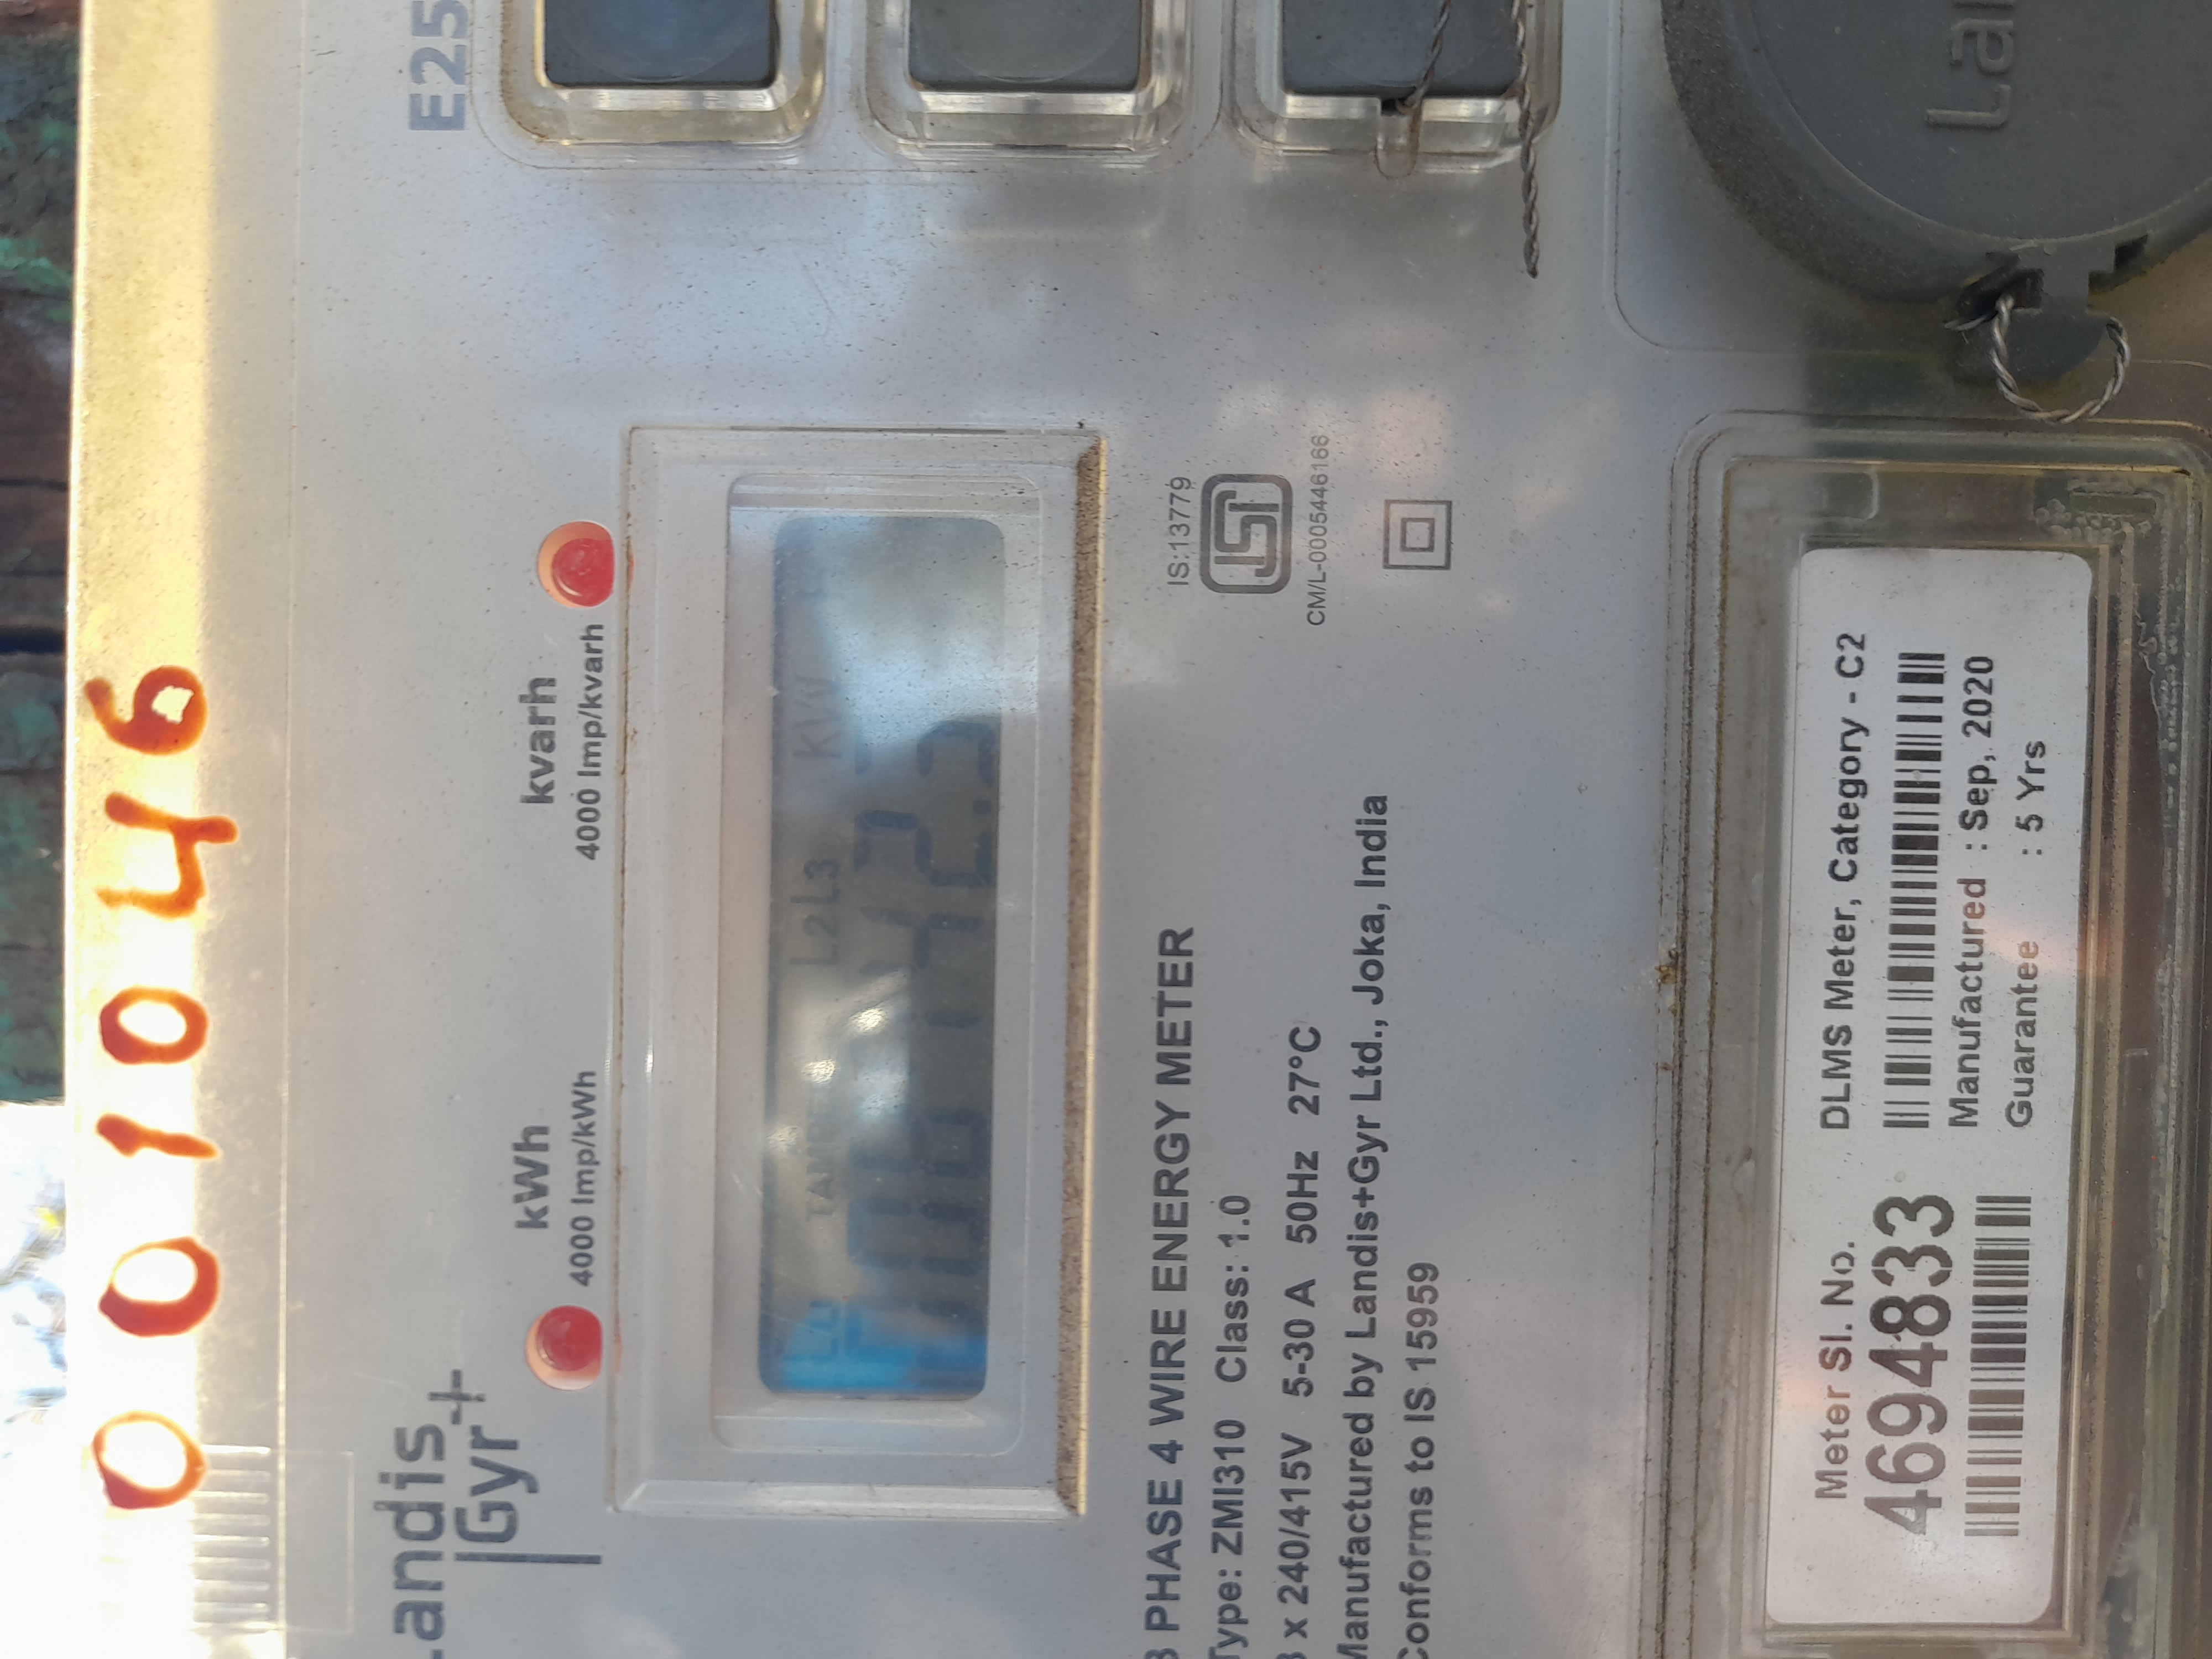 001046
Landis
Gyr+
E25
kWh
4000 Imp/kWh
kvarh
4000 Imp/kvarh
L2L3
3 PHASE 4 WIRE ENERGY METER
Type: ZMI310 Class: 1.0
3 x 240/415V 5-30 A 50Hz 27°C
Manufactured by Landis+Gyr Ltd., Joka, India
Conforms to IS 15959
IS:13779
ISI
CM/L-0005446166
Meter Sl. No.
4694833
DLMS Meter, Category - C2
Manufactured : Sep, 2020
Guarantee : 5 Yrs